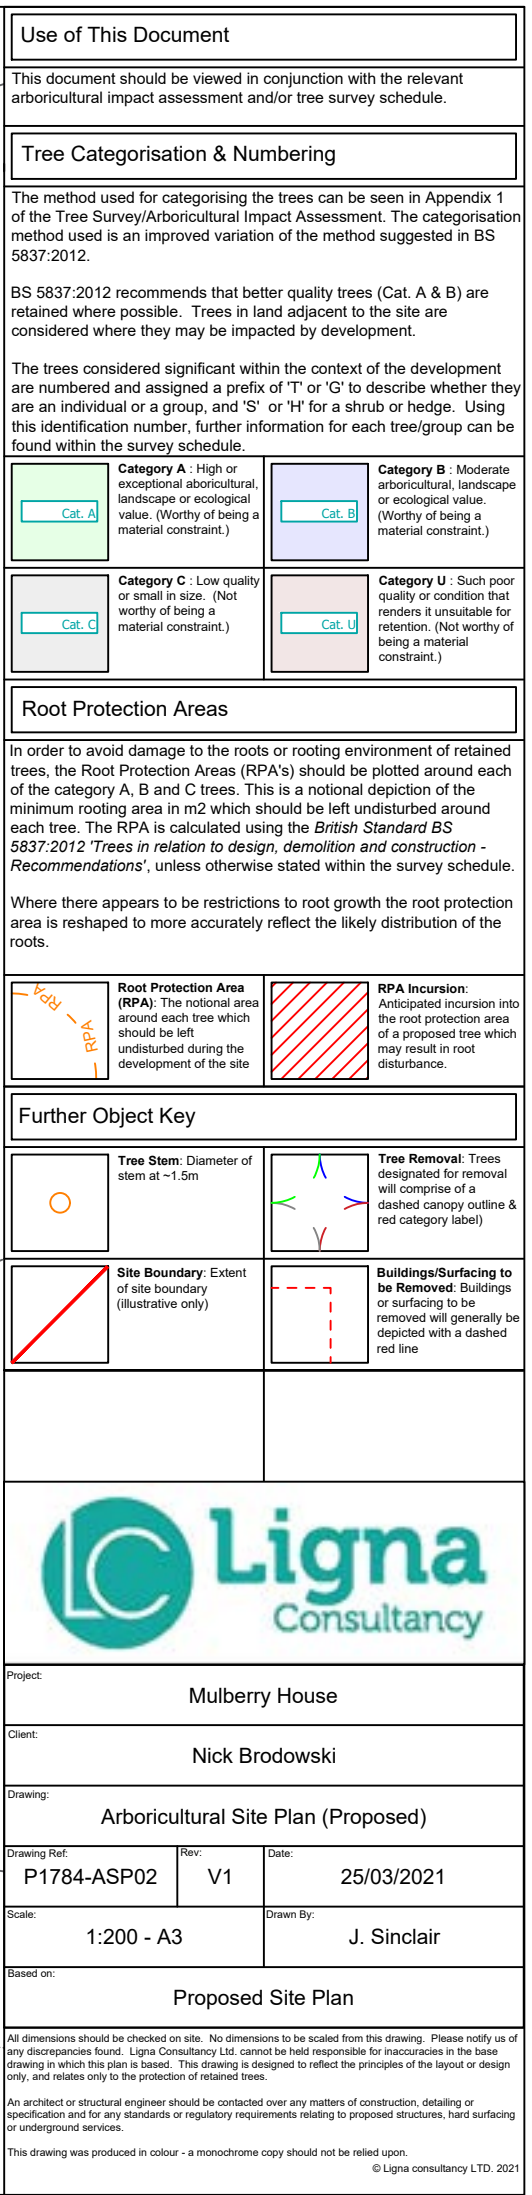 Use of This Document
This document should be viewed in conjunction with the relevant
arboricultural impact assessment and/or tree survey schedule.
Tree Categorisation & Numbering
The method used for categorising the trees can be seen in Appendix 1
of the Tree Survey/Arboricultural Impact Assessment. The categorisation
method used is an improved variation of the method suggested in BS
5837:2012.
BS 5837:2012 recommends that better quality trees (Cat. A & B) are
retained where possible.  Trees in land adjacent to the site are
considered where they may be impacted by development.
The trees considered significant within the context of the development
are numbered and assigned a prefix of 'T' or 'G' to describe whether they
are an individual or a group, and 'S'  or 'H' for a shrub or hedge.  Using
this identification number, further information for each tree/group can be
found within the survey schedule.
Cat. A
Category A : High or
exceptional aboricultural,
landscape or ecological
value. (Worthy of being a
material constraint.)
Cat. B
Category B : Moderate
arboricultural, landscape
or ecological value.
(Worthy of being a
material constraint.)
Cat. C
Category C : Low quality
or small in size.  (Not
worthy of being a
material constraint.)
Cat. U
Category U : Such poor
quality or condition that
renders it unsuitable for
retention. (Not worthy of
being a material
constraint.)
Root Protection Areas
In order to avoid damage to the roots or rooting environment of retained
trees, the Root Protection Areas (RPA's) should be plotted around each
of the category A, B and C trees. This is a notional depiction of the
minimum rooting area in m2 which should be left undisturbed around
each tree. The RPA is calculated using the British Standard BS
5837:2012 'Trees in relation to design, demolition and construction -
Recommendations', unless otherwise stated within the survey schedule.
Where there appears to be restrictions to root growth the root protection
area is reshaped to more accurately reflect the likely distribution of the
roots.
RPA
RPA
Root Protection Area
(RPA): The notional area
around each tree which
should be left
undisturbed during the
development of the site
RPA Incursion:
Anticipated incursion into
the root protection area
of a proposed tree which
may result in root
disturbance.
Further Object Key
Tree Stem: Diameter of
stem at ~1.5m
Tree Removal: Trees
designated for removal
will comprise of a
dashed canopy outline &
red category label)
Site Boundary: Extent
of site boundary
(illustrative only)
Buildings/Surfacing to
be Removed: Buildings
or surfacing to be
removed will generally be
depicted with a dashed
red line
LC
Ligna
Consultancy
Project:
Mulberry House
Client:
Nick Brodowski
Drawing:
Arboricultural Site Plan (Proposed)
Drawing Ref:
P1784-ASP02
Rev:
V1
Date:
25/03/2021
Scale:
1:200 - A3
Drawn By:
J. Sinclair
Based on:
Proposed Site Plan
All dimensions should be checked on site.  No dimensions to be scaled from this drawing.  Please notify us of
any discrepancies found.  Ligna Consultancy Ltd. cannot be held responsible for inaccuracies in the base
drawing in which this plan is based.  This drawing is designed to reflect the principles of the layout or design
only, and relates only to the protection of retained trees.
An architect or structural engineer should be contacted over any matters of construction, detailing or
specification and for any standards or regulatory requirements relating to proposed structures, hard surfacing
or underground services.
This drawing was produced in colour - a monochrome copy should not be relied upon.
© Ligna consultancy LTD. 2021